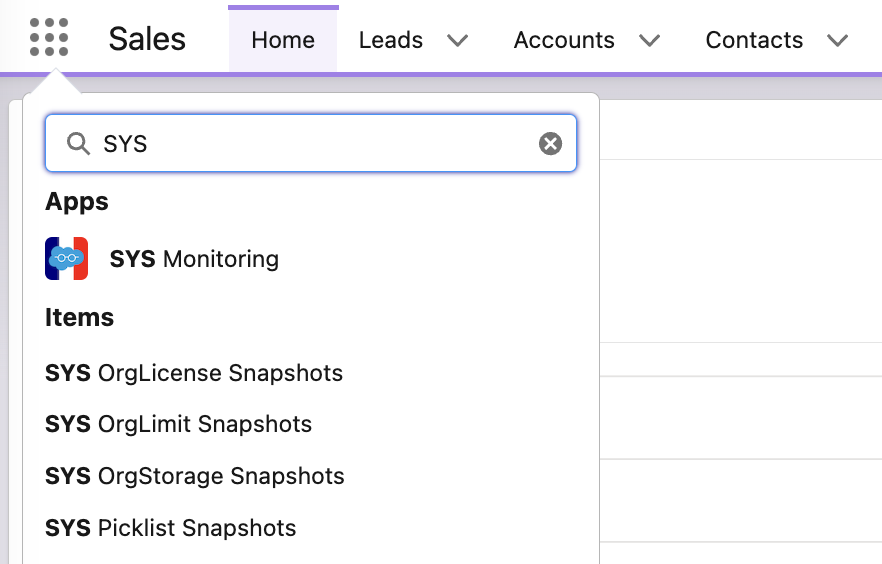 Sales Home Leads Accounts Contacts
SYS
Apps
SYS Monitoring
Items
SYS OrgLicense Snapshots
SYS OrgLimit Snapshots
SYS OrgStorage Snapshots
SYS Picklist Snapshots